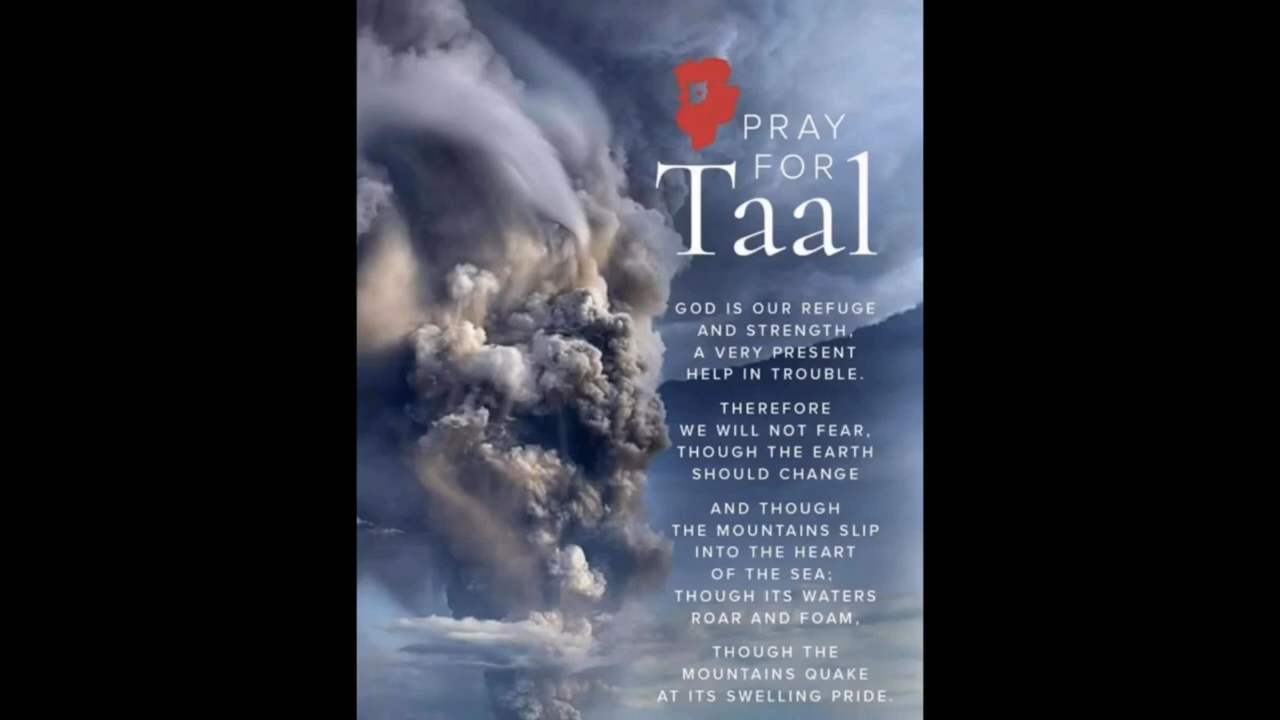 PRAY
FOR
Taal
GOD IS OUR REFUGE
AND STRENGTH,
A VERY PRESENT
HELP IN TROUBLE.
THEREFORE
WE WILL NOT FEAR,
THOUGH THE EARTH
SHOULD CHANGE
AND THOUGH
THE MOUNTAINS SLIP
INTO THE HEART
OF THE SEA;
THOUGH ITS WATERS
ROAR AND FOAM,
THOUGH THE
MOUNTAINS QUAKE
AT ITS SWELLING PRIDE.